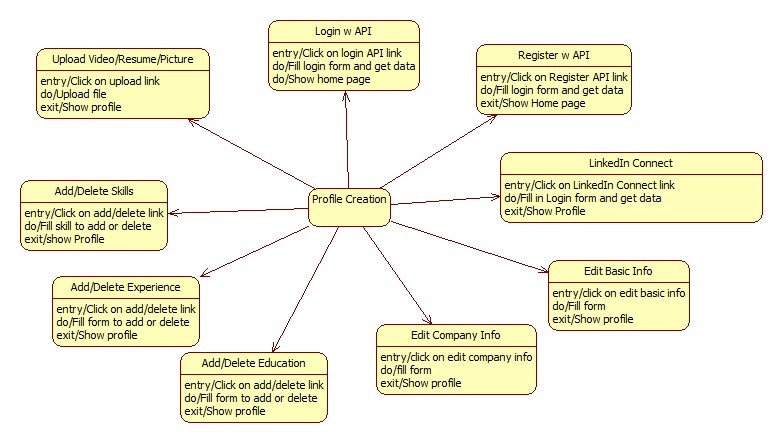 Login w API
entry/Click on login API link
do/Fill login form and get data
do/Show home page
Upload Video/Resume/Picture
entry/Click on upload link
do/Upload file
exit/Show profile
Register w API
entry/Click on Register API link
do/Fill login form and get data
exit/Show Home page
LinkedIn Connect
entry/Click on LinkedIn Connect link
do/Fill in Login form and get data
exit/Show Profile
Add/Delete Skills
entry/Click on add/delete link
do/Fill skill to add or delete
exit/show Profile
Profile Creation
Edit Basic Info
entry/click on edit basic info
do/Fill form
exit/Show profile
Add/Delete Experience
entry/Click on add/delete link
do/Fill form to add or delete
exit/Show profile
Edit Company Info
entry/click on edit company info
do/fill form
exit/Show profile
Add/Delete Education
entry/Click on add/delete link
do/Fill form to add or delete
exit/Show profile